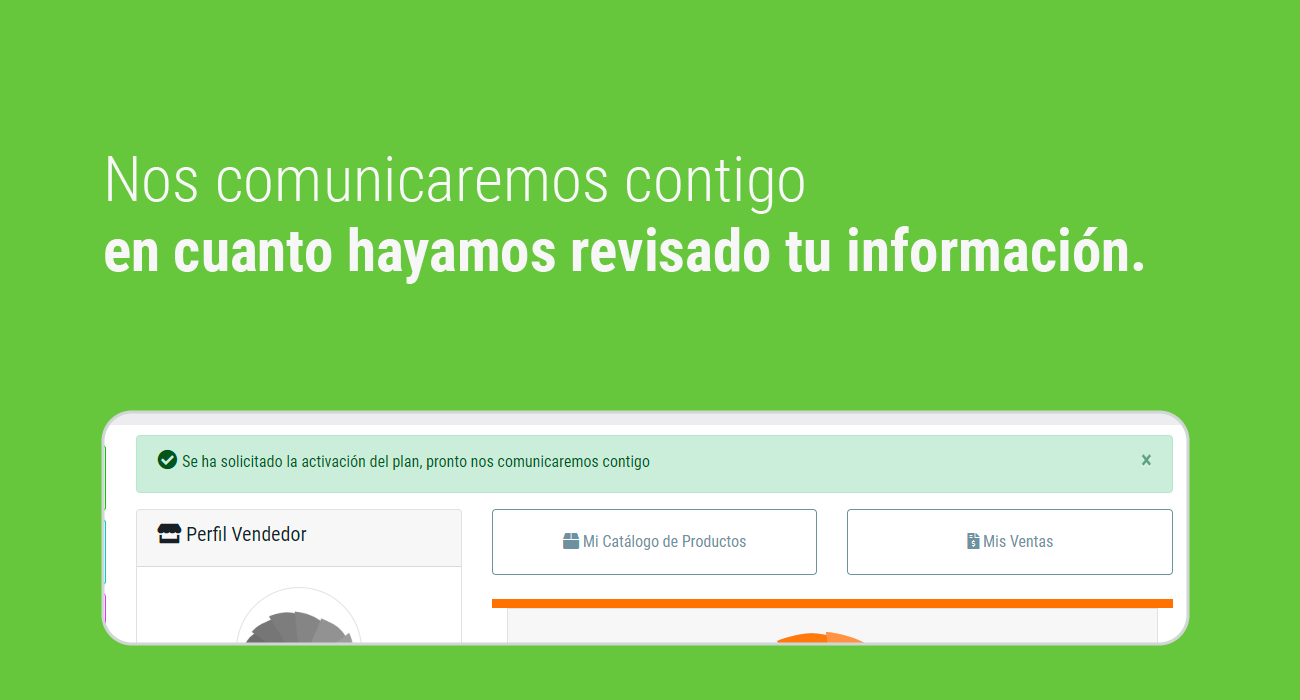 Nos comunicaremos contigo
en cuanto hayamos revisado tu información.
Se ha solicitado la activación del plan, pronto nos comunicaremos contigo
Perfil Vendedor
Mi Catálogo de Productos
Mis Ventas